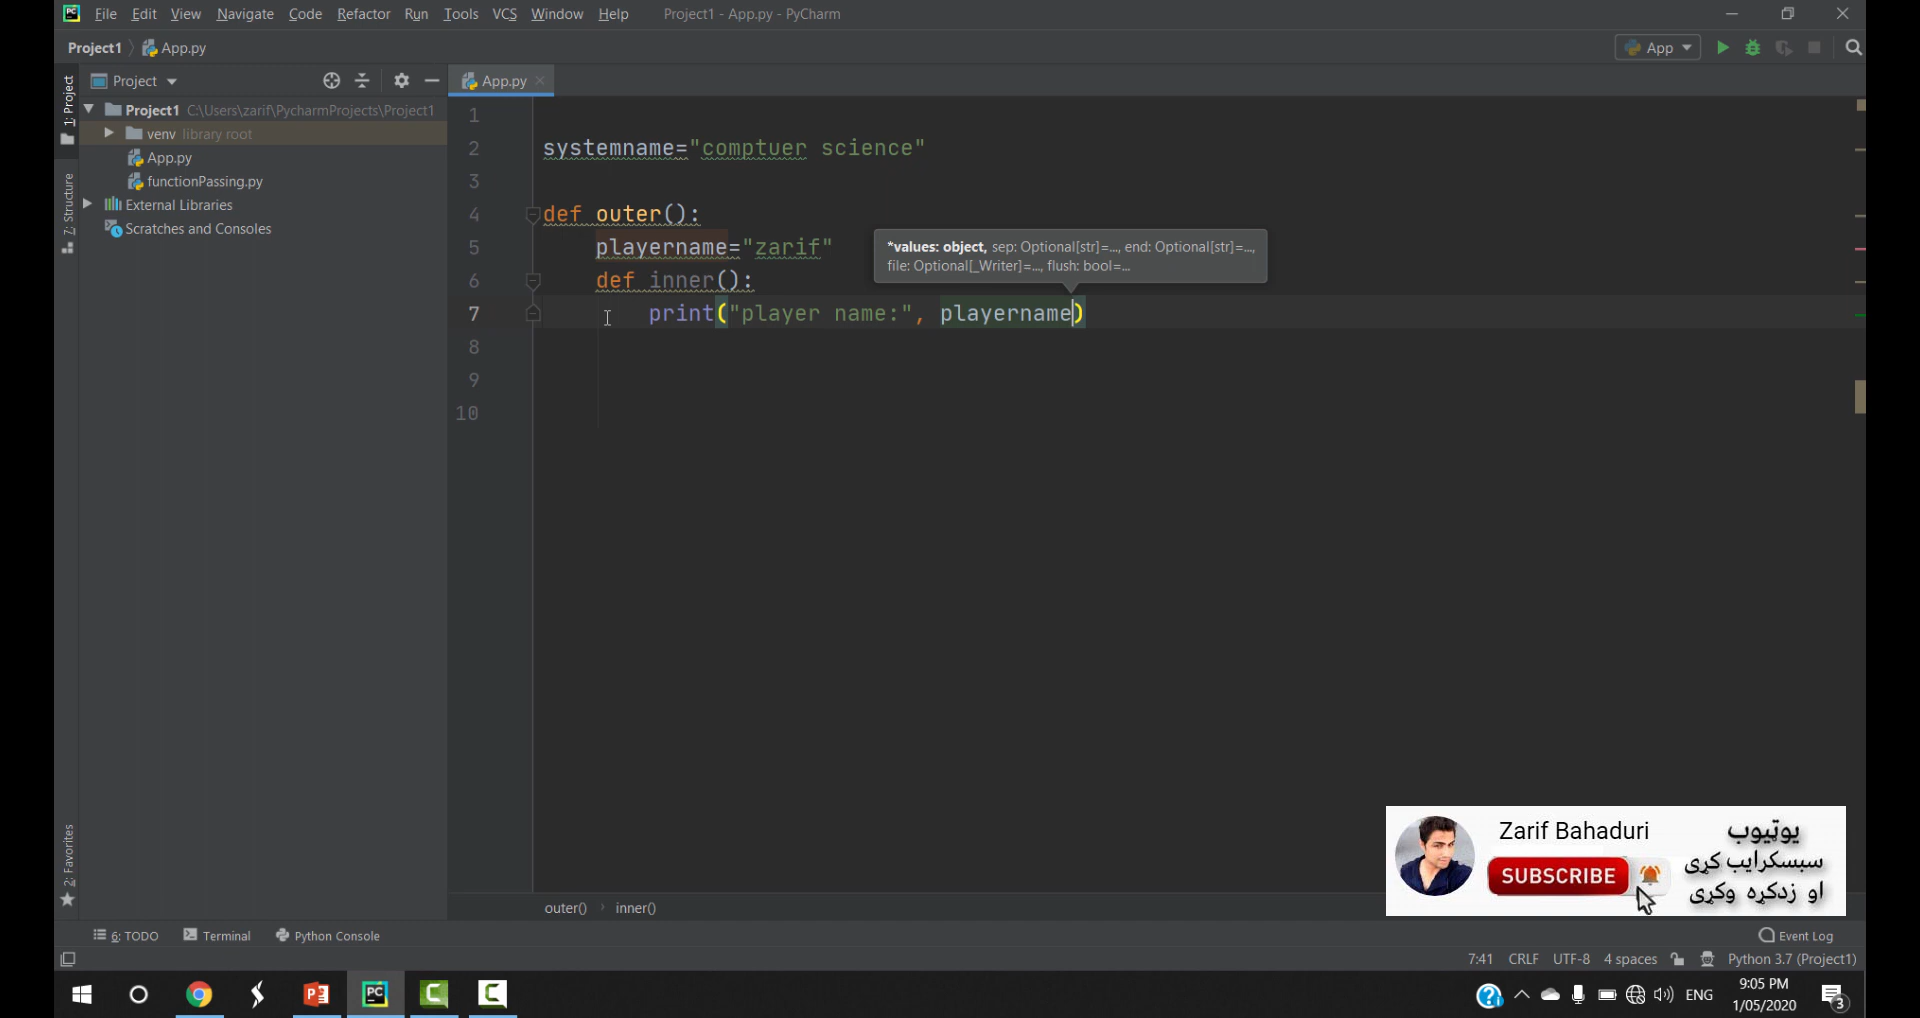 File Edit View Navigate Code Refactor Run Tools VCS Window Help Project1 - App.py - PyCharm
Project1 App.py App
1: Project Project App.py
Project1 C:\Users\zarif\PycharmProjects\Project1
venv library root
App.py
functionPassing.py
External Libraries
Scratches and Consoles
7: Structure
2: Favorites
1
2 systemname="comptuer science"
3
4 def outer():
5 playername="zarif"
*values: object, sep: Optional[str]=..., end: Optional[str]=...,
file: Optional[_Writer]=..., flush: bool=...
6 def inner():
7 print("player name:", playername)
8
9
10
Zarif Bahaduri
SUBSCRIBE
يوټيوب
سبسکرایب کړی
او زدکړه وکړی
outer() inner()
6: TODO Terminal Python Console Event Log
7:41 CRLF UTF-8 4 spaces Python 3.7 (Project1)
ENG 9:05 PM
1/05/2020 3